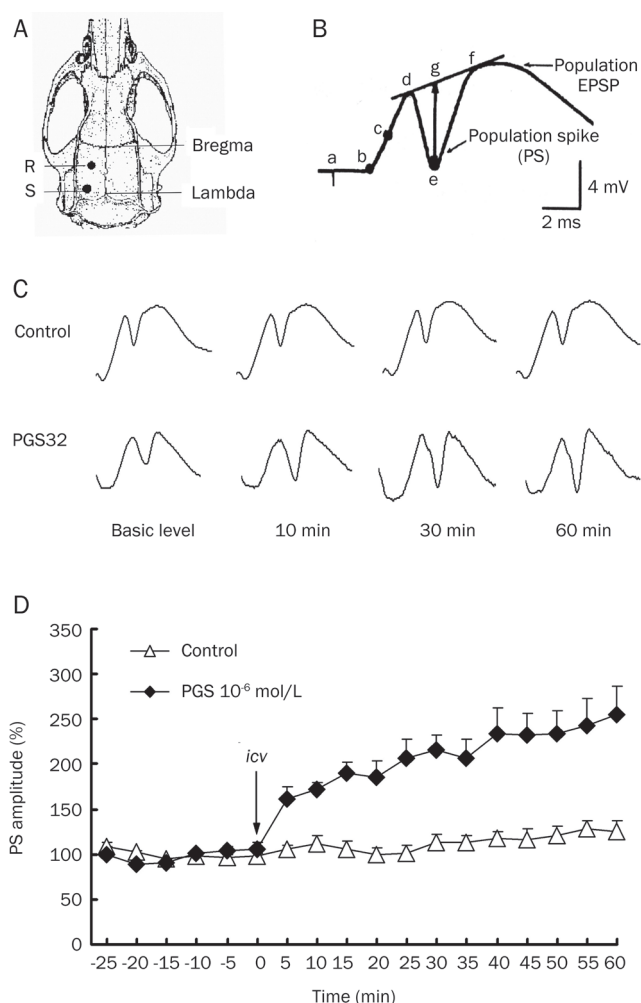 A
Bregma
R
S
Lambda
B
a
b
c
d
e
f
g
Population
EPSP
Population spike
(PS)
4 mV
2 ms
C
Control
PGS32
Basic level
10 min
30 min
60 min
D
350
300
250
200
150
100
50
0
PS amplitude (%)
Control
PGS 10⁻⁶ mol/L
icv
-25 -20 -15 -10 -5 0 5 10 15 20 25 30 35 40 45 50 55 60
Time (min)